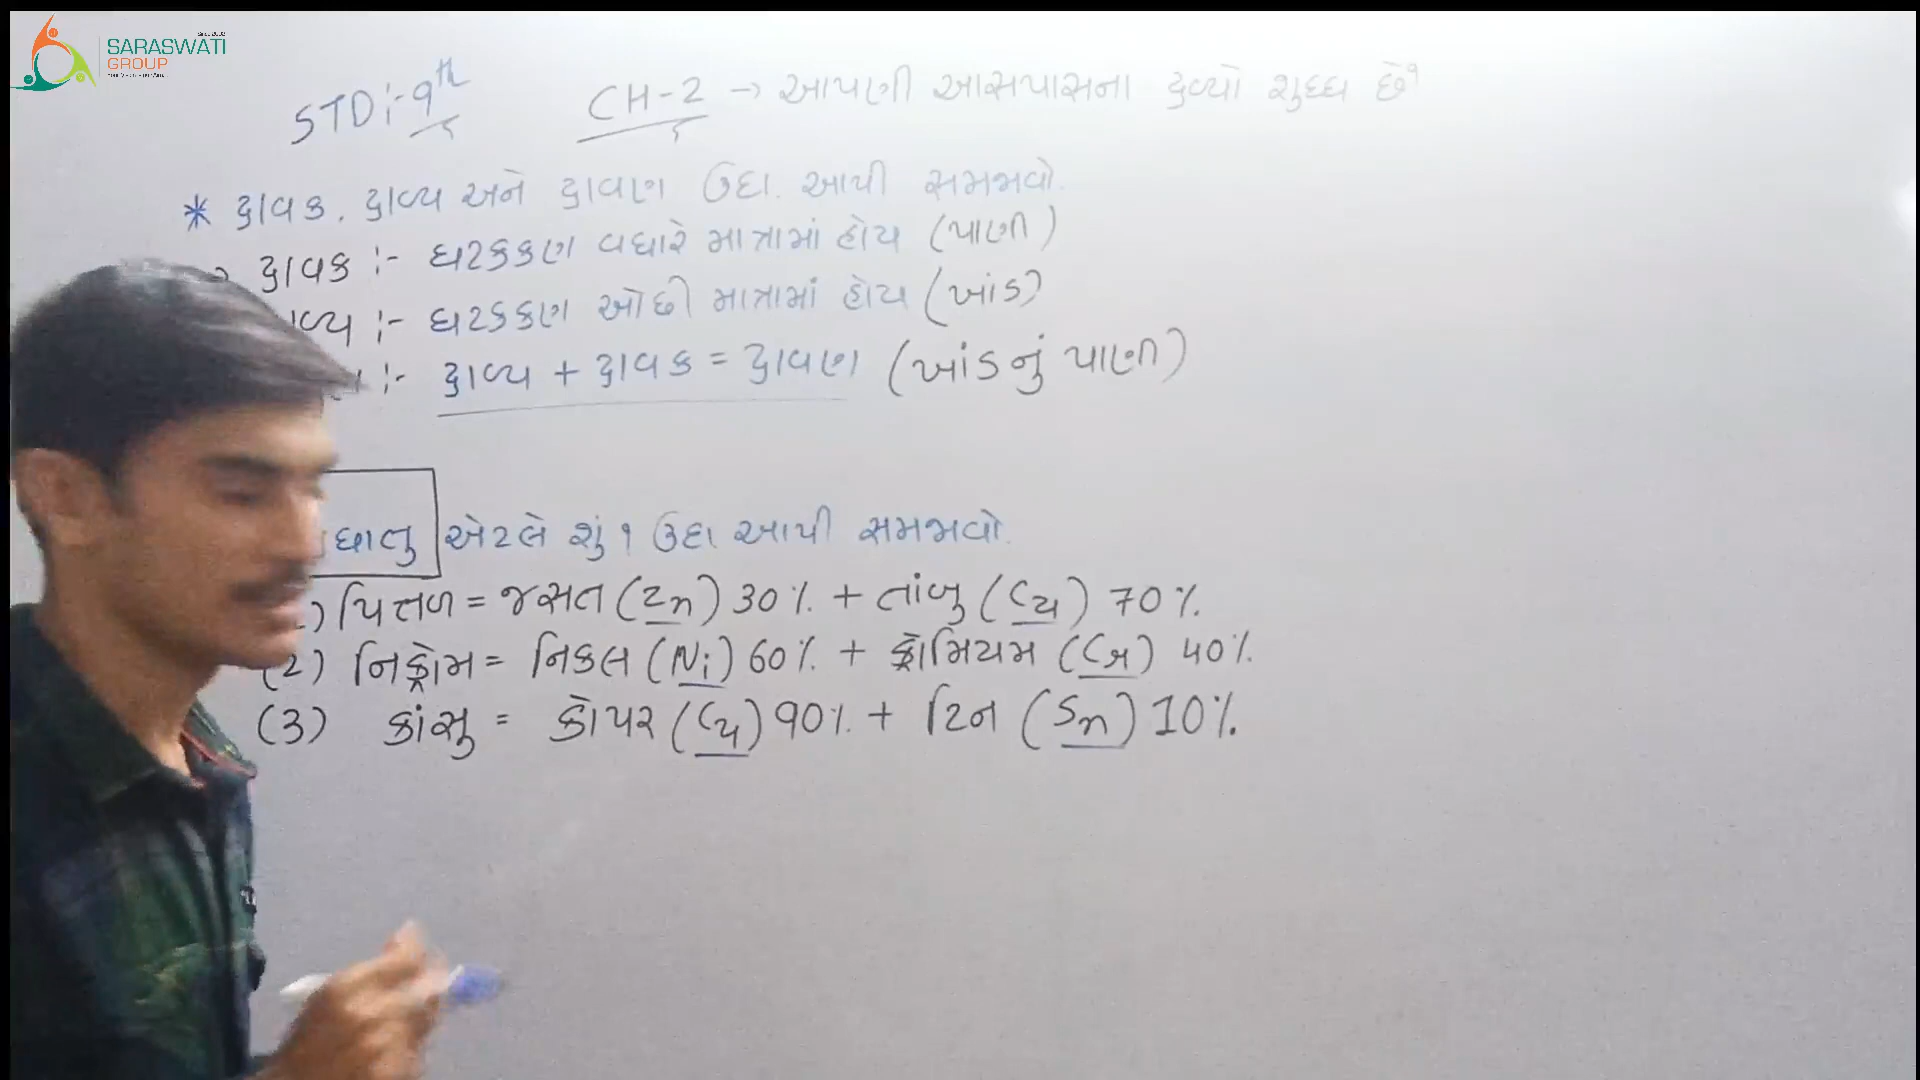 SARASWATI
GROUP
STD :- 9th CH-2 → આપણી આસપાસના દ્રવ્યો શુધ્ધ છે?
* દ્રાવક, દ્રાવ્ય અને દ્રાવણ ઉદા. આપી સમજાવો.
દ્રાવક :- ઘટકકણ વધારે માત્રામાં હોય (પાણી)
વ્ય :- ઘટકકણ ઓછી માત્રામાં હોય (ખાંડ)
:- દ્રાવ્ય + દ્રાવક = દ્રાવણ (ખાંડનું પાણી)
ધાતુ એટલે શું? ઉદા આપી સમજાવો.
) પિત્તળ = જસત (Zn) 30%. + તાંબુ (Cu) 70%.
(2) નિક્રોમ = નિકલ (Ni) 60%. + ક્રોમિયમ (Cr) 40%.
(3) કાંસુ = કોપર (Cu) 90%. + ટિન (Sn) 10%.